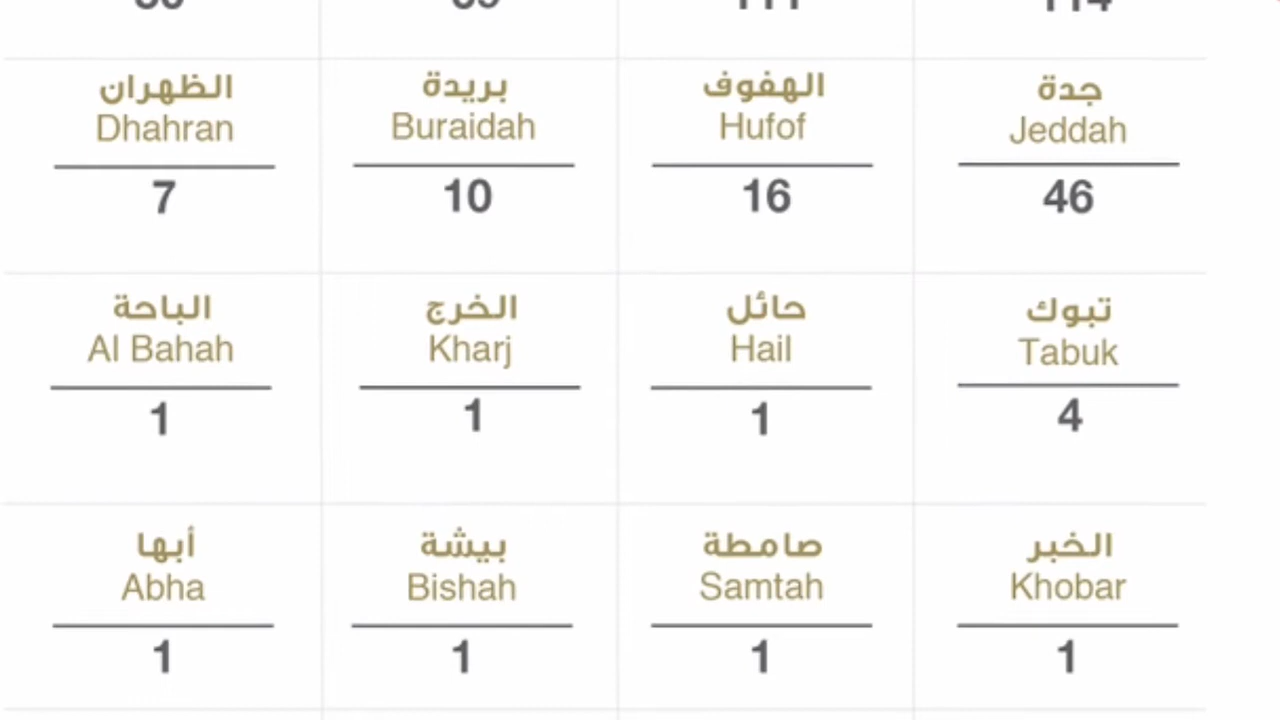 الظهران
Dhahran
7
بريدة
Buraidah
10
الهفوف
Hufof
16
جدة
Jeddah
46
الباحة
Al Bahah
1
الخرج
Kharj
1
حائل
Hail
1
تبوك
Tabuk
4
أبها
Abha
1
بيشة
Bishah
1
صامطة
Samtah
1
الخبر
Khobar
1